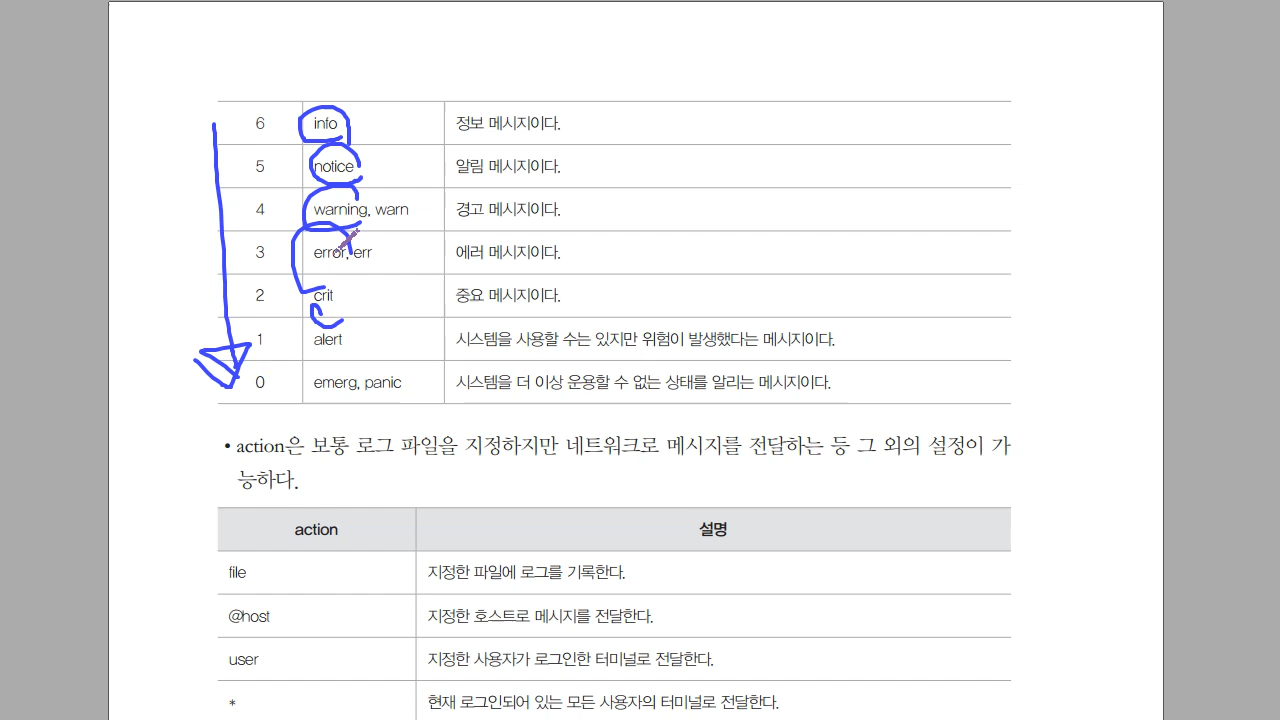 6 info 정보 메시지이다.
5 notice 알림 메시지이다.
4 warning, warn 경고 메시지이다.
3 error, err 에러 메시지이다.
2 crit 중요 메시지이다.
1 alert 시스템을 사용할 수는 있지만 위험이 발생했다는 메시지이다.
0 emerg, panic 시스템을 더 이상 운용할 수 없는 상태를 알리는 메시지이다.
• action은 보통 로그 파일을 지정하지만 네트워크로 메시지를 전달하는 등 그 외의 설정이 가
능하다.
action 설명
file 지정한 파일에 로그를 기록한다.
@host 지정한 호스트로 메시지를 전달한다.
user 지정한 사용자가 로그인한 터미널로 전달한다.
* 현재 로그인되어 있는 모든 사용자의 터미널로 전달한다.